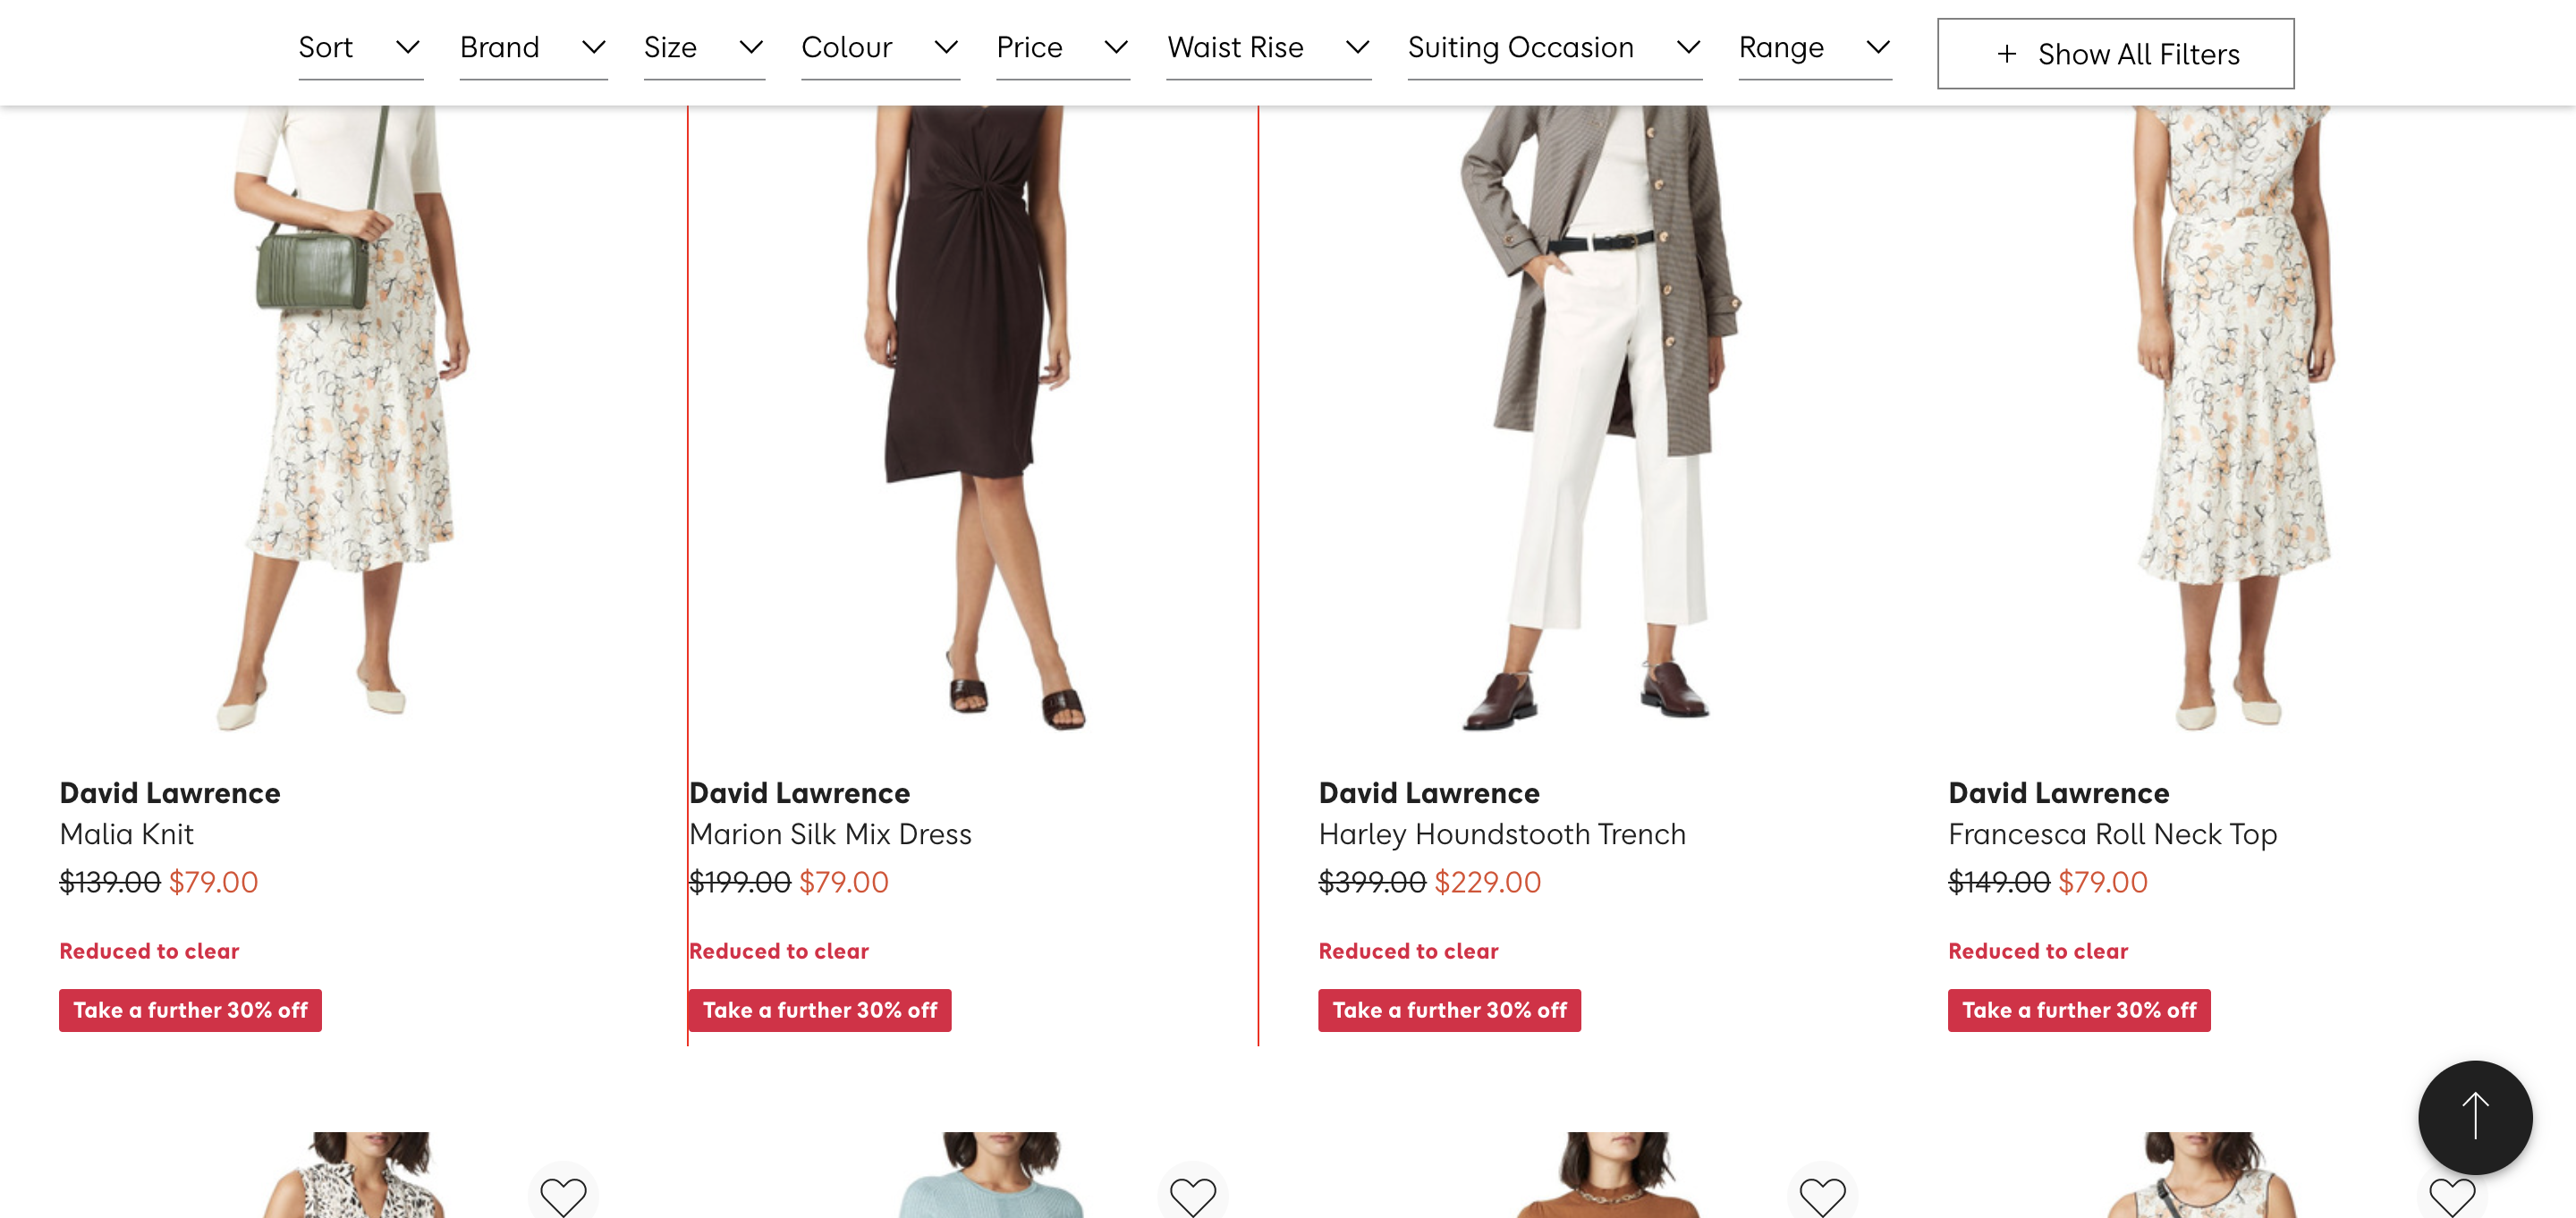 Sort
Brand
Size
Colour
Price
Waist Rise
Suiting Occasion
Range
+ Show All Filters
David Lawrence
Malia Knit
$139.00 $79.00
Reduced to clear
Take a further 30% off
David Lawrence
Marion Silk Mix Dress
$199.00 $79.00
Reduced to clear
Take a further 30% off
David Lawrence
Harley Houndstooth Trench
$399.00 $229.00
Reduced to clear
Take a further 30% off
David Lawrence
Francesca Roll Neck Top
$149.00 $79.00
Reduced to clear
Take a further 30% off